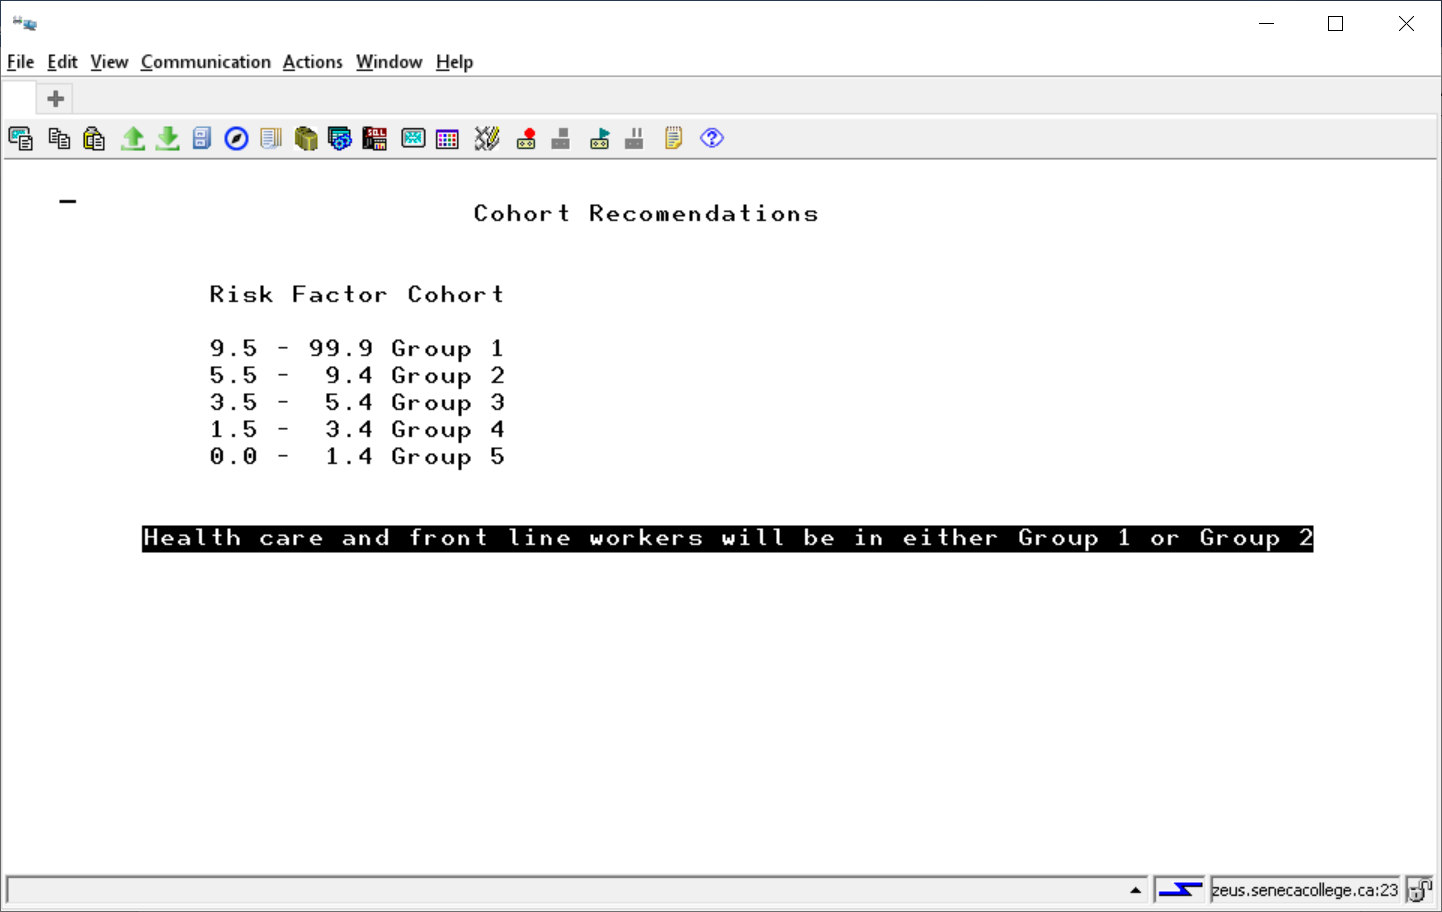 File Edit View Communication Actions Window Help
Cohort Recomendations
Risk Factor Cohort
9.5 - 99.9 Group 1
5.5 - 9.4 Group 2
3.5 - 5.4 Group 3
1.5 - 3.4 Group 4
0.0 - 1.4 Group 5
Health care and front line workers will be in either Group 1 or Group 2
zeus.senecacollege.ca:23